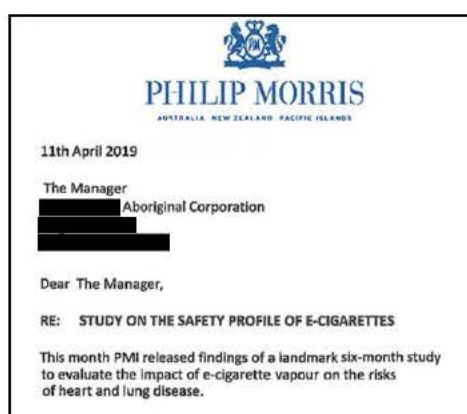 PM
PHILIP MORRIS
AUSTRALIA NEW ZEALAND PACIFIC ISLANDS
11th April 2019
The Manager
Aboriginal Corporation
Dear The Manager,
RE: STUDY ON THE SAFETY PROFILE OF E-CIGARETTES
This month PMI released findings of a landmark six-month study
to evaluate the impact of e-cigarette vapour on the risks
of heart and lung disease.